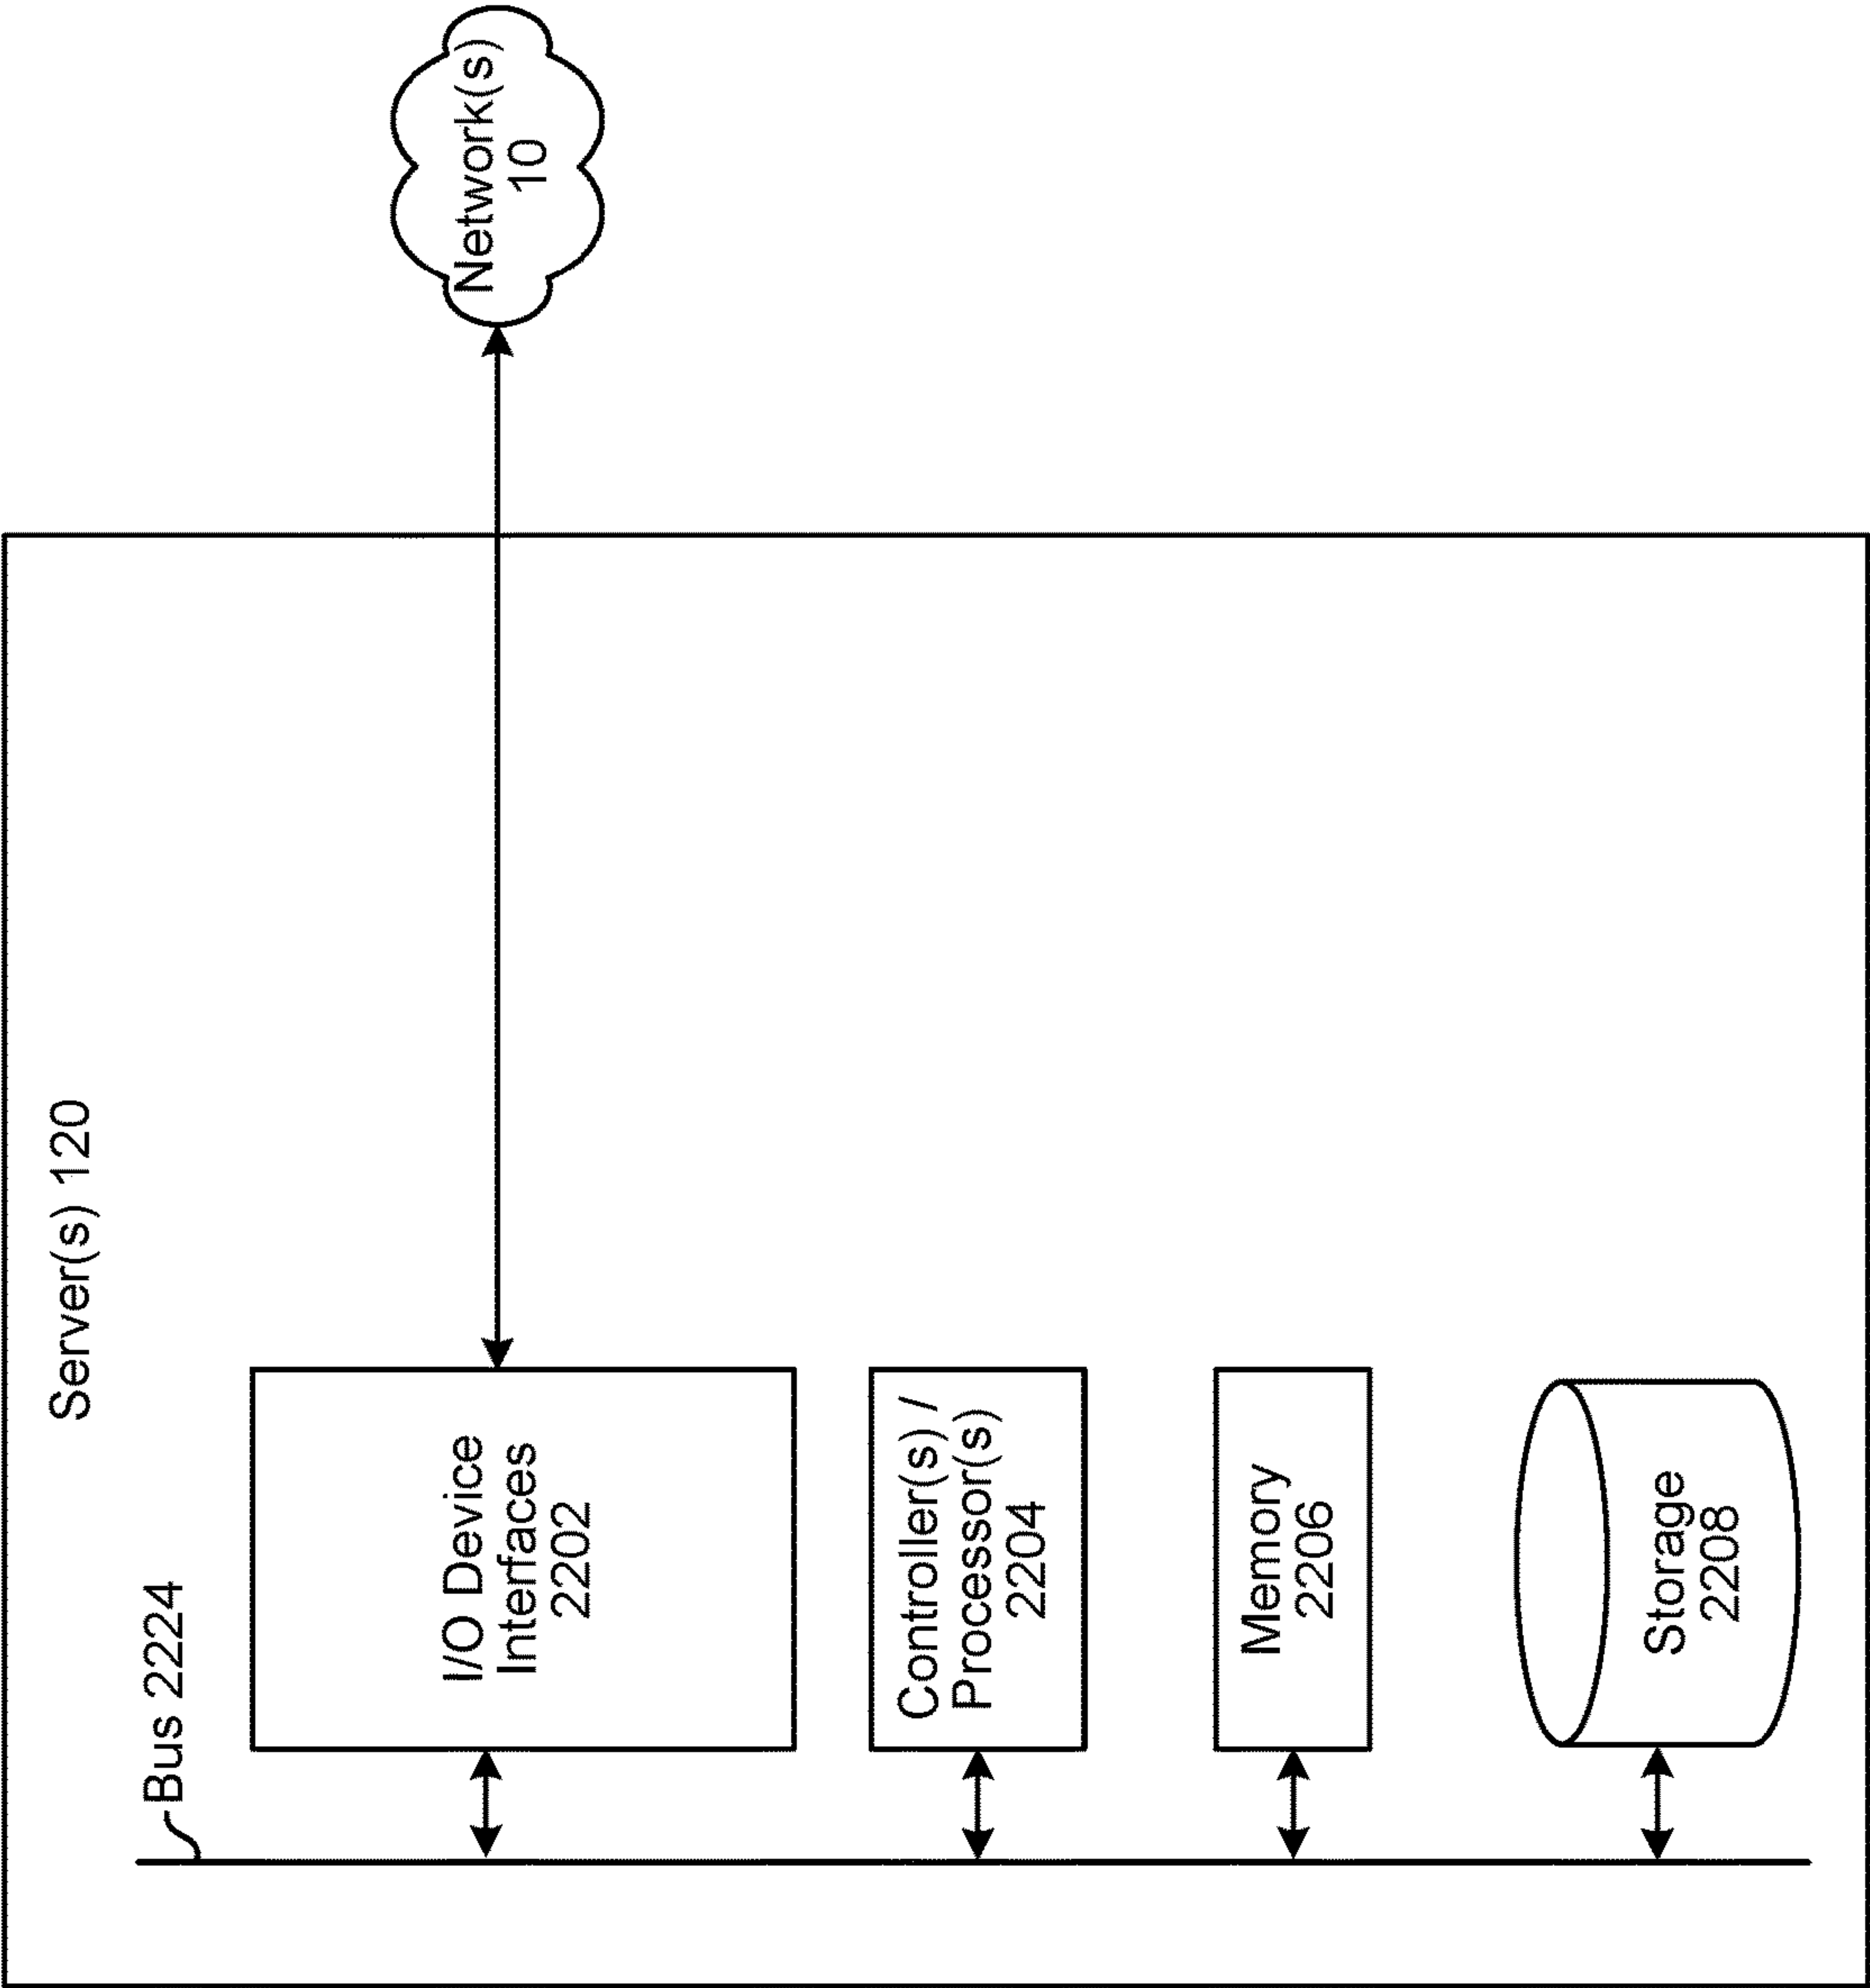 Server(s) 120
Bus 2224
I/O Device
Interfaces
2202
Network(s)
10
Controller(s) /
Processor(s)
2204
Memory
2206
Storage
2208